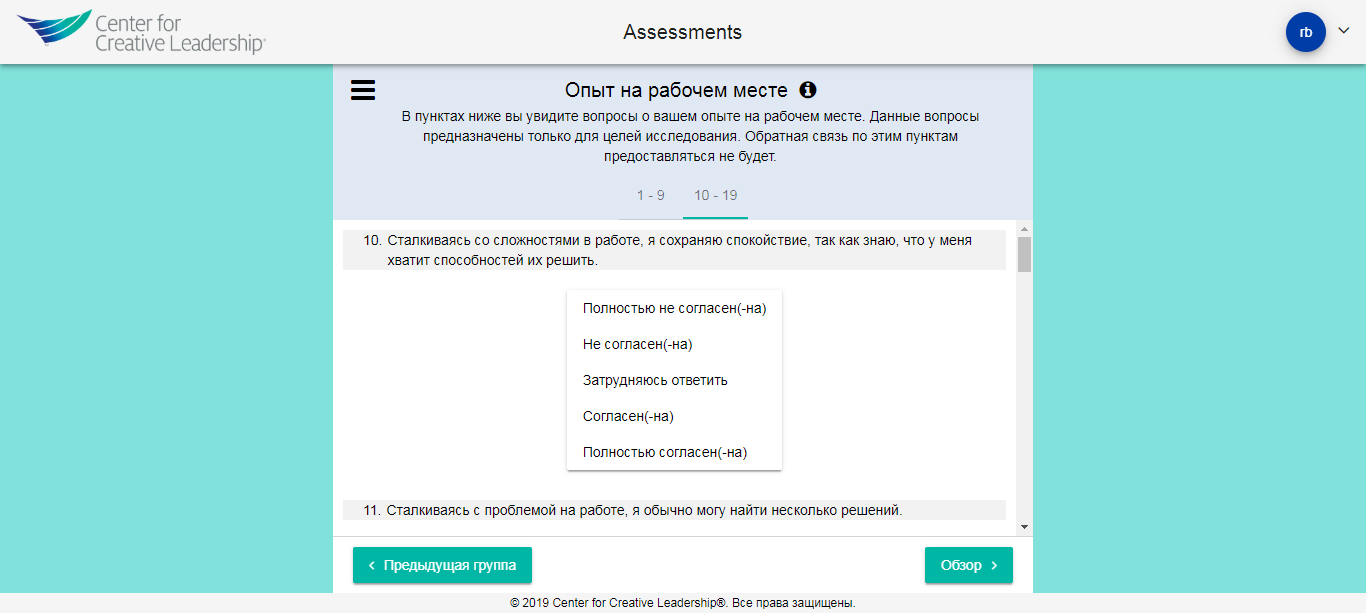 Center for
Creative Leadership®
Assessments
rb
Опыт на рабочем месте
В пунктах ниже вы увидите вопросы о вашем опыте на рабочем месте. Данные вопросы
предназначены только для целей исследования. Обратная связь по этим пунктам
предоставляться не будет.
1 - 9
10 - 19
10. Сталкиваясь со сложностями в работе, я сохраняю спокойствие, так как знаю, что у меня
хватит способностей их решить.
Полностью не согласен(-на)
Не согласен(-на)
Затрудняюсь ответить
Согласен(-на)
Полностью согласен(-на)
11. Сталкиваясь с проблемой на работе, я обычно могу найти несколько решений.
Предыдущая группа
Обзор
© 2019 Center for Creative Leadership®. Все права защищены.